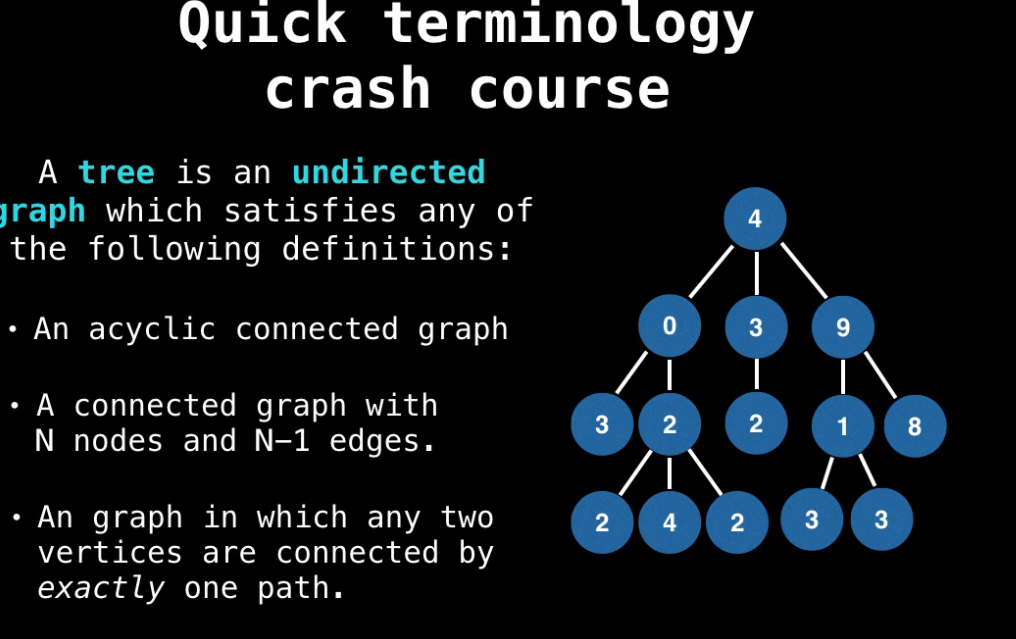 Quick terminology
crash course
A tree is an undirected
graph which satisfies any of
the following definitions:
• An acyclic connected graph
• A connected graph with
N nodes and N−1 edges.
• An graph in which any two
vertices are connected by
exactly one path.
4
0 3 9
3 2 2 1 8
2 4 2 3 3